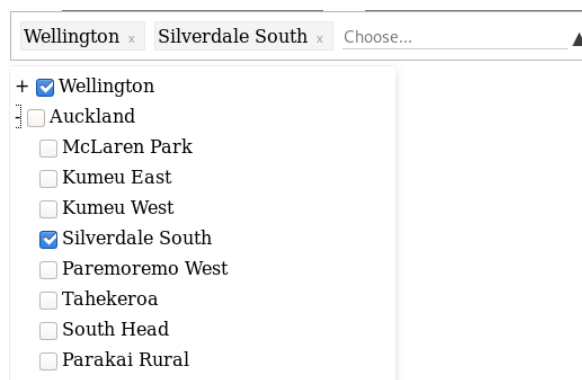 Wellington x Silverdale South x Choose... ▲
+ Wellington
- Auckland
McLaren Park
Kumeu East
Kumeu West
Silverdale South
Paremoremo West
Tahekeroa
South Head
Parakai Rural